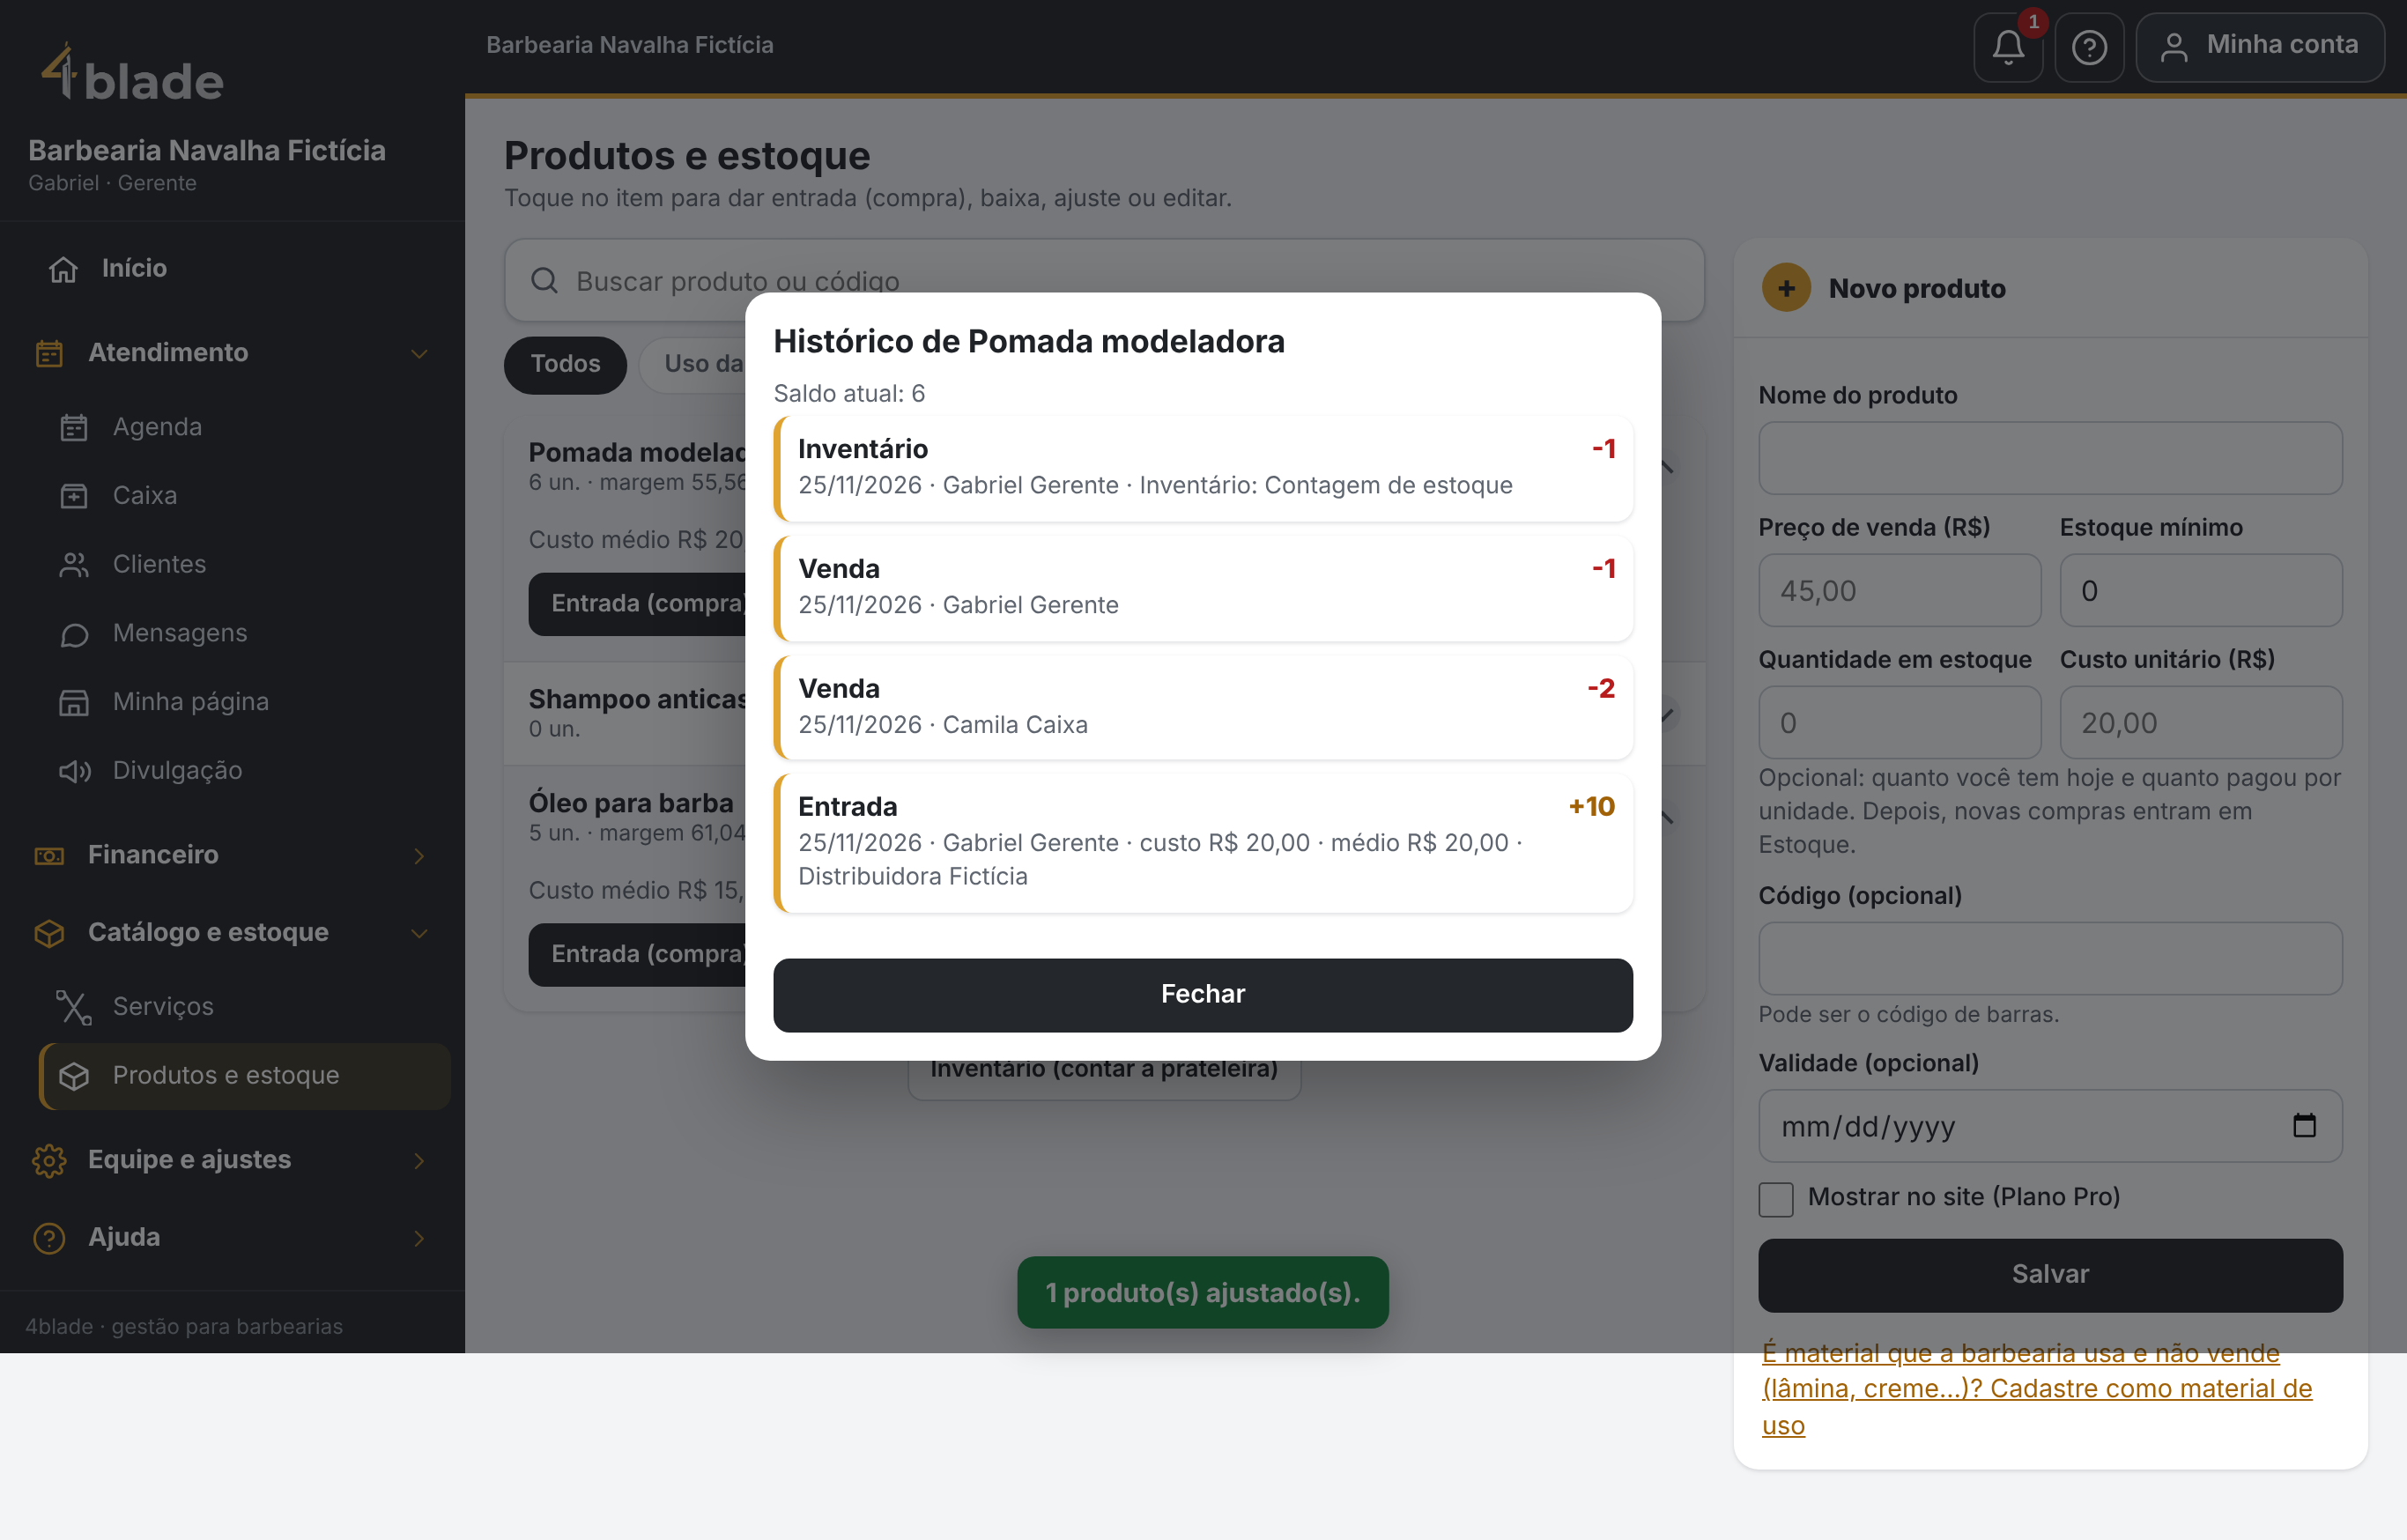 4blade
Barbearia Navalha Fictícia
Gabriel · Gerente
Início
Atendimento
Agenda
Caixa
Clientes
Mensagens
Minha página
Divulgação
Financeiro
Catálogo e estoque
Serviços
Produtos e estoque
Equipe e ajustes
Ajuda
4blade · gestão para barbearias
Barbearia Navalha Fictícia
1
Minha conta
Produtos e estoque
Toque no item para dar entrada (compra), baixa, ajuste ou editar.
Buscar produto ou código
Todos
Uso da
Pomada
6 un. · margem 55,56
Custo médio R$ 20
Entrada (compra)
Shampoo
0 un.
Óleo para barba
5 un. · margem 61,04
Custo médio R$ 15,
Entrada (compra)
Inventário (contar a prateleira)
Histórico de Pomada modeladora
Saldo atual: 6
Inventário -1
25/11/2026 · Gabriel Gerente · Inventário: Contagem de estoque
Venda -1
25/11/2026 · Gabriel Gerente
Venda -2
25/11/2026 · Camila Caixa
Entrada +10
25/11/2026 · Gabriel Gerente · custo R$ 20,00 · médio R$ 20,00 ·
Distribuidora Fictícia
Fechar
1 produto(s) ajustado(s).
+ Novo produto
Nome do produto
Preço de venda (R$) Estoque mínimo
45,00 0
Quantidade em estoque Custo unitário (R$)
0 20,00
Opcional: quanto você tem hoje e quanto pagou por
unidade. Depois, novas compras entram em
Estoque.
Código (opcional)
Pode ser o código de barras.
Validade (opcional)
mm/dd/yyyy
Mostrar no site (Plano Pro)
Salvar
É material que a barbearia usa e não vende
(lâmina, creme...)? Cadastre como material de
uso